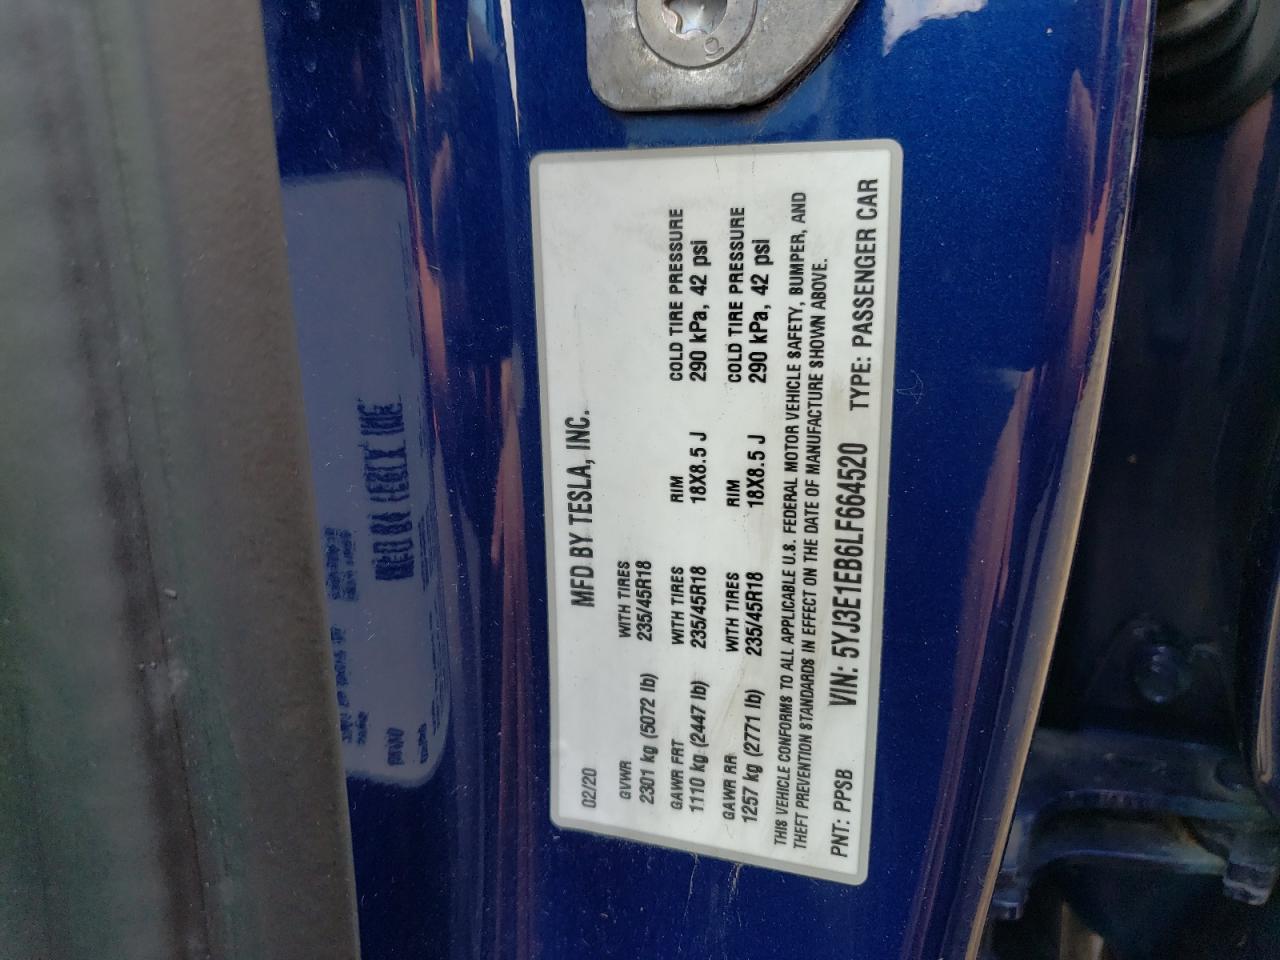 02/20 MFD BY TESLA, INC.
GVWR WITH TIRES
2301 kg (5072 lb) 235/45R18
GAWR FRT WITH TIRES RIM COLD TIRE PRESSURE
1110 kg (2447 lb) 235/45R18 18X8.5 J 290 kPa, 42 psi
GAWR RR WITH TIRES RIM COLD TIRE PRESSURE
1257 kg (2771 lb) 235/45R18 18X8.5 J 290 kPa, 42 psi
THIS VEHICLE CONFORMS TO ALL APPLICABLE U.S. FEDERAL MOTOR VEHICLE SAFETY, BUMPER, AND
THEFT PREVENTION STANDARDS IN EFFECT ON THE DATE OF MANUFACTURE SHOWN ABOVE.
PNT: PPSB VIN: 5YJ3E1EB6LF664520 TYPE: PASSENGER CAR